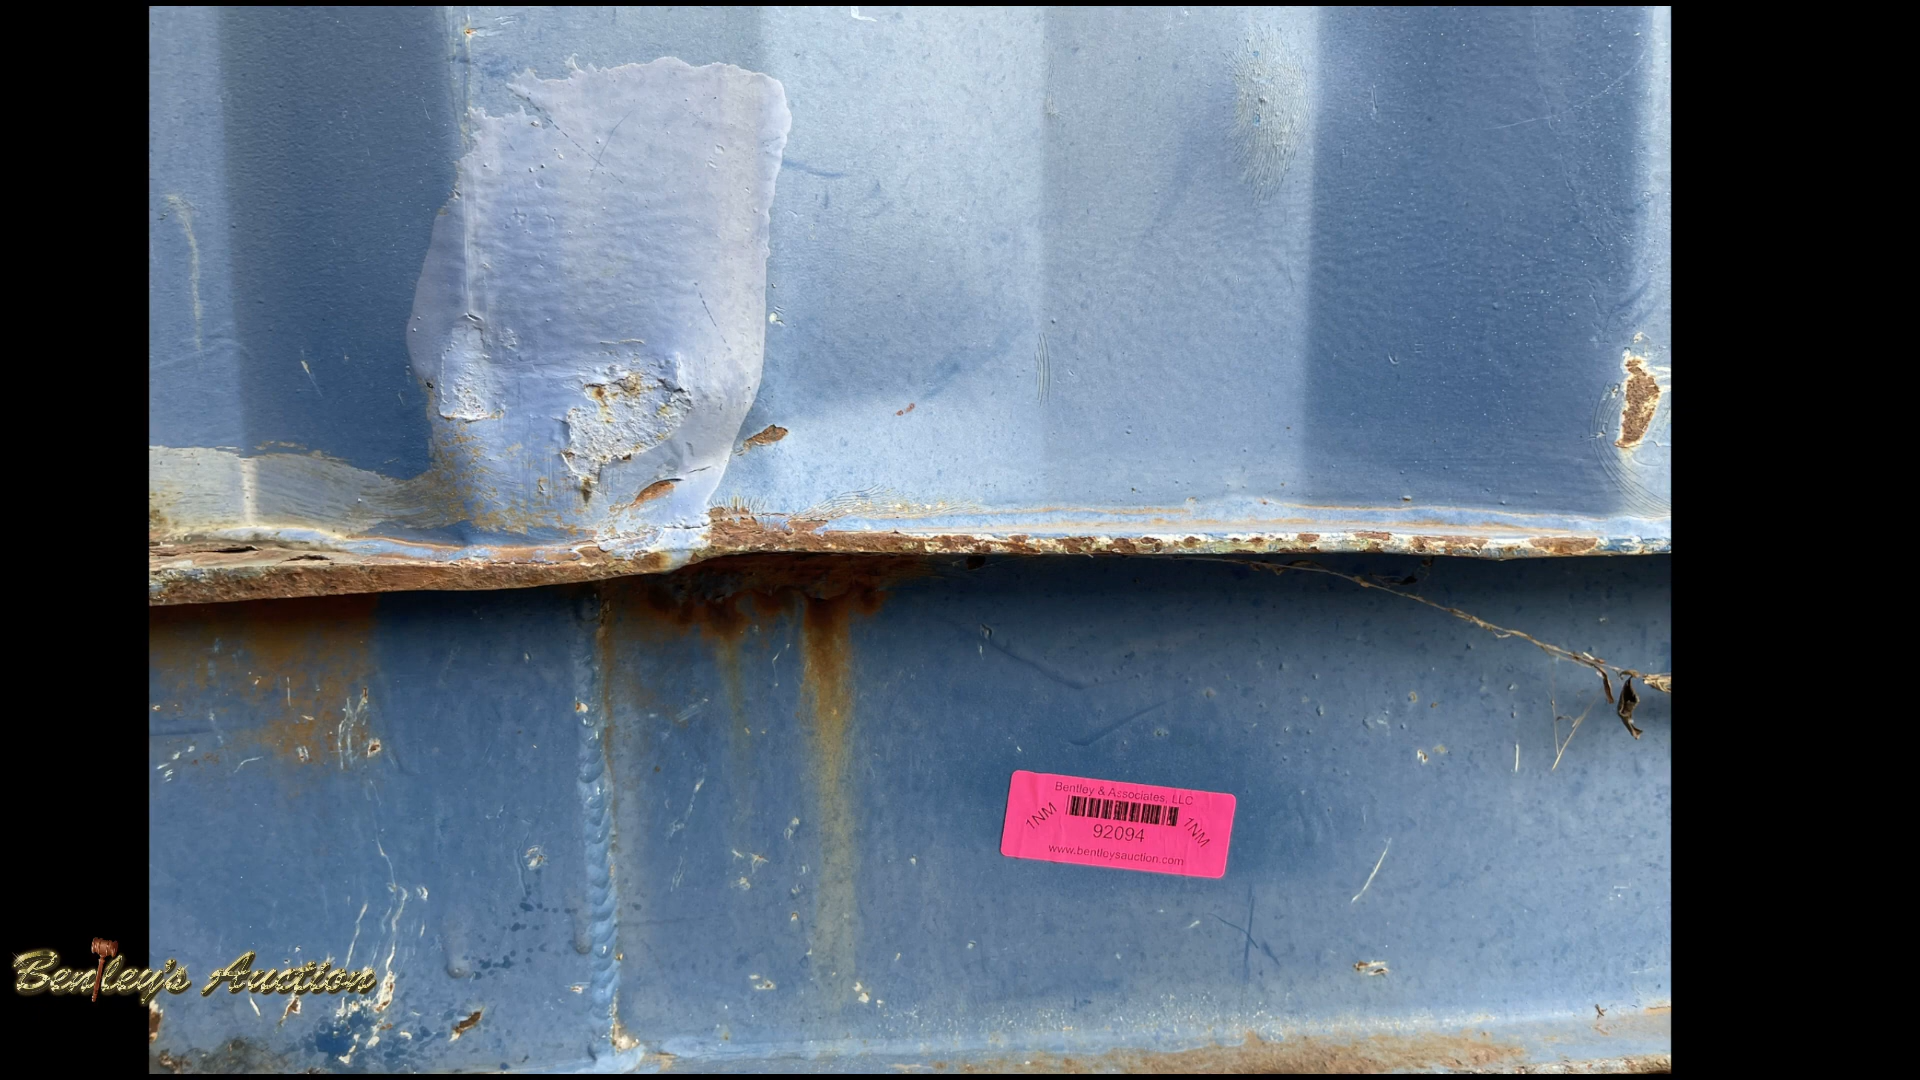 Bentley & Associates, LLC
1NM
1NM
92094
www.bentleysauction.com
Bentley's Auction